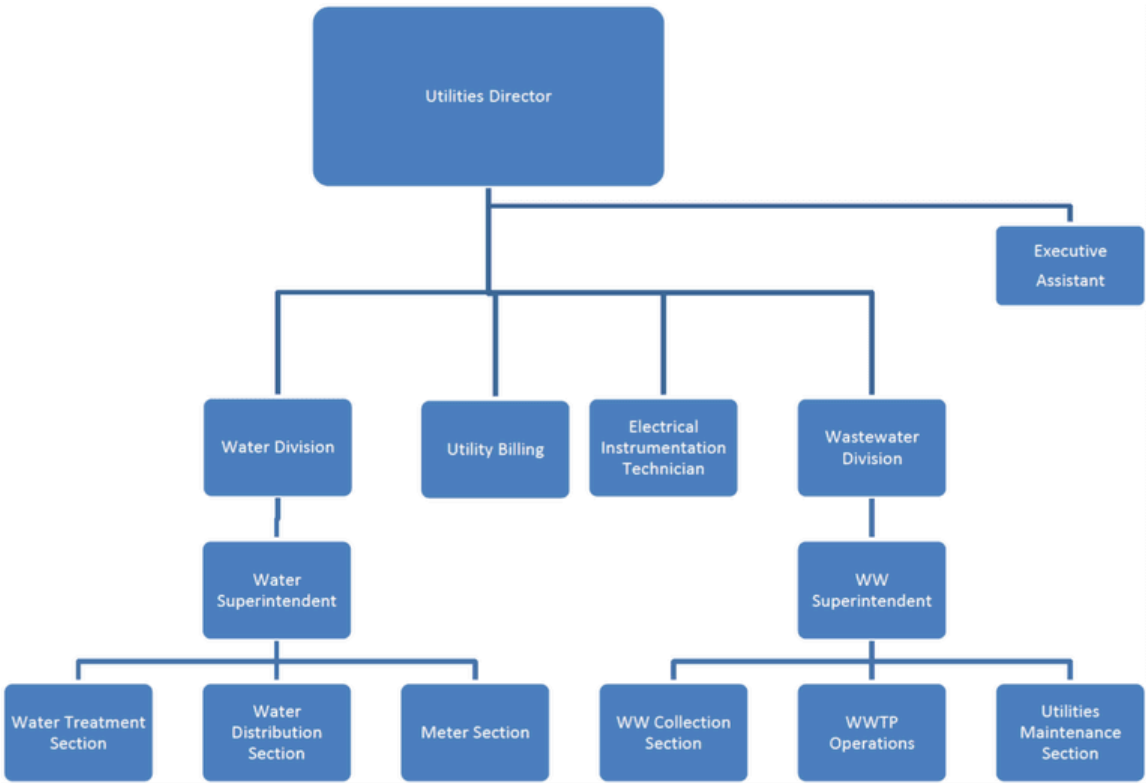 Utilities Director
Executive
Assistant
Water Division
Utility Billing
Electrical
Instrumentation
Technician
Wastewater
Division
Water
Superintendent
WW
Superintendent
Water Treatment
Section
Water
Distribution
Section
Meter Section
WW Collection
Section
WWTP
Operations
Utilities
Maintenance
Section